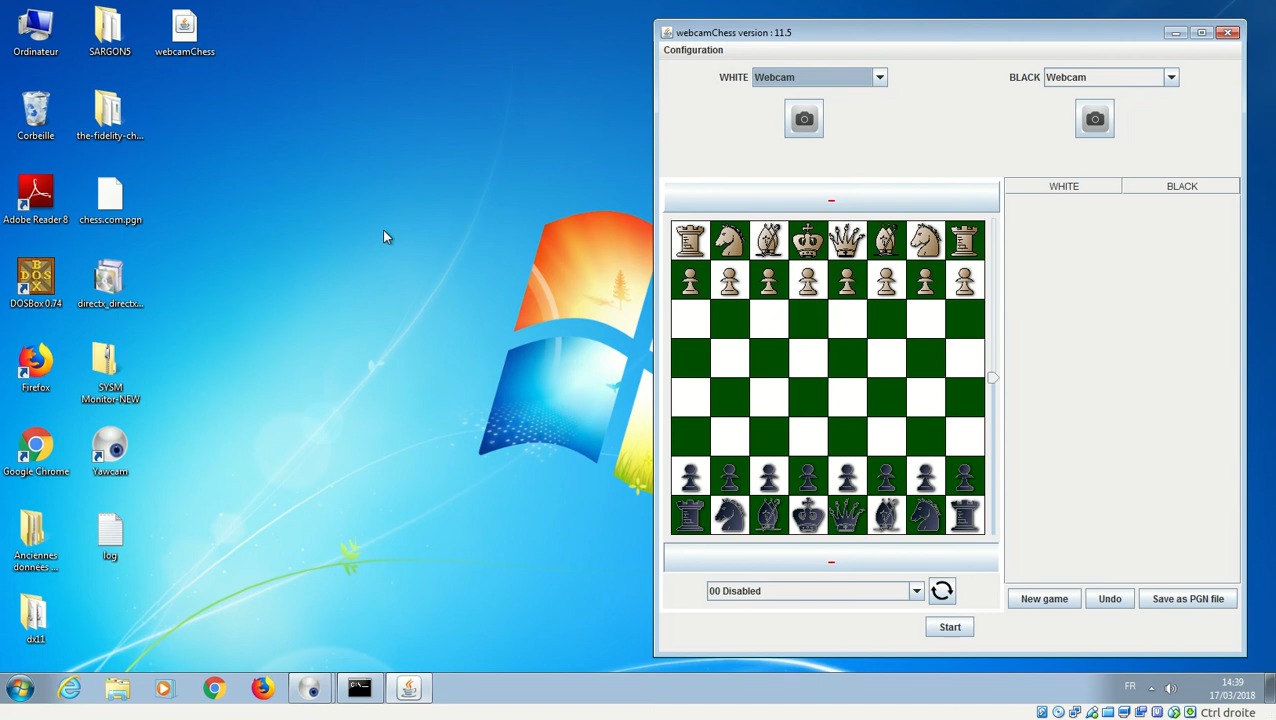 Ordinateur
SARGON5
webcamChess
Corbeille
the-fidelity-ch...
Adobe Reader 8
chess.com.pgn
DOSBox 0.74
directx_directx...
Firefox
SYSM
Monitor-NEW
Google Chrome
Yawcam
Anciennes
données ...
log
dx11
webcamChess version : 11.5
Configuration
WHITE Webcam
BLACK Webcam
–
WHITE BLACK
–
00 Disabled
New game Undo Save as PGN file
Start
FR
14:39
17/03/2018
Ctrl droite